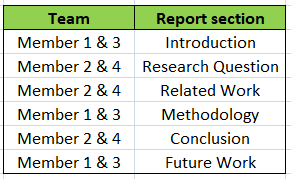 Team Report section
Member 1 & 3 Introduction
Member 2 & 4 Research Question
Member 2 & 4 Related Work
Member 1 & 3 Methodology
Member 2 & 4 Conclusion
Member 1 & 3 Future Work